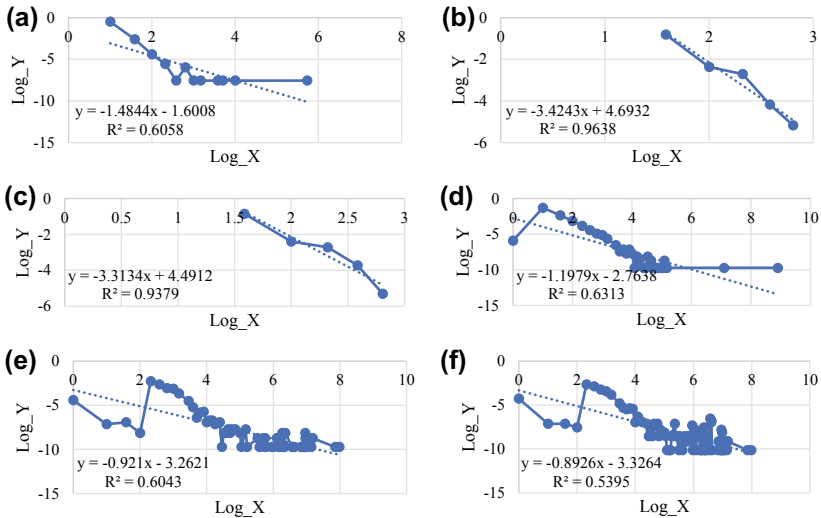 (a)
0 2 4 6 8
0
-5
-10
-15
Log_Y
y = -1.4844x - 1.6008
R² = 0.6058
Log_X
(b)
0 1 2 3
0
-2
-4
-6
Log_Y
y = -3.4243x + 4.6932
R² = 0.9638
Log_X
(c)
0 0.5 1 1.5 2 2.5 3
0
-2
-4
-6
Log_Y
y = -3.3134x + 4.4912
R² = 0.9379
Log_X
(d)
0 2 4 6 8 10
0
-5
-10
-15
Log_Y
y = -1.1979x - 2.7638
R² = 0.6313
Log_X
(e)
0 2 4 6 8 10
0
-5
-10
-15
Log_Y
y = -0.921x - 3.2621
R² = 0.6043
Log_X
(f)
0 2 4 6 8 10
0
-5
-10
-15
Log_Y
y = -0.8926x - 3.3264
R² = 0.5395
Log_X